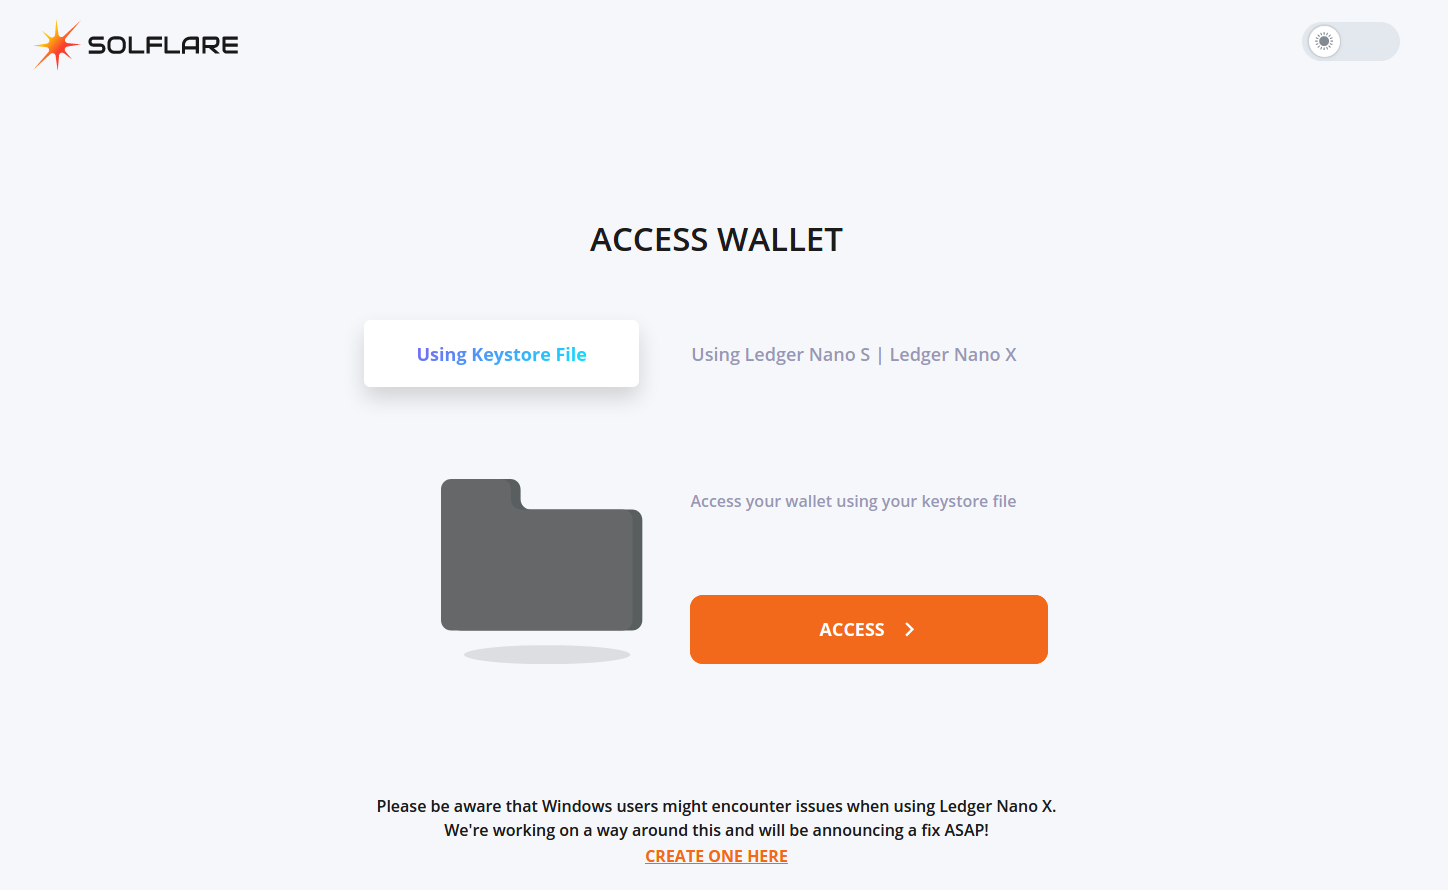 SOLFLARE
ACCESS WALLET
Using Keystore File
Using Ledger Nano S | Ledger Nano X
Access your wallet using your keystore file
ACCESS
Please be aware that Windows users might encounter issues when using Ledger Nano X.
We're working on a way around this and will be announcing a fix ASAP!
CREATE ONE HERE